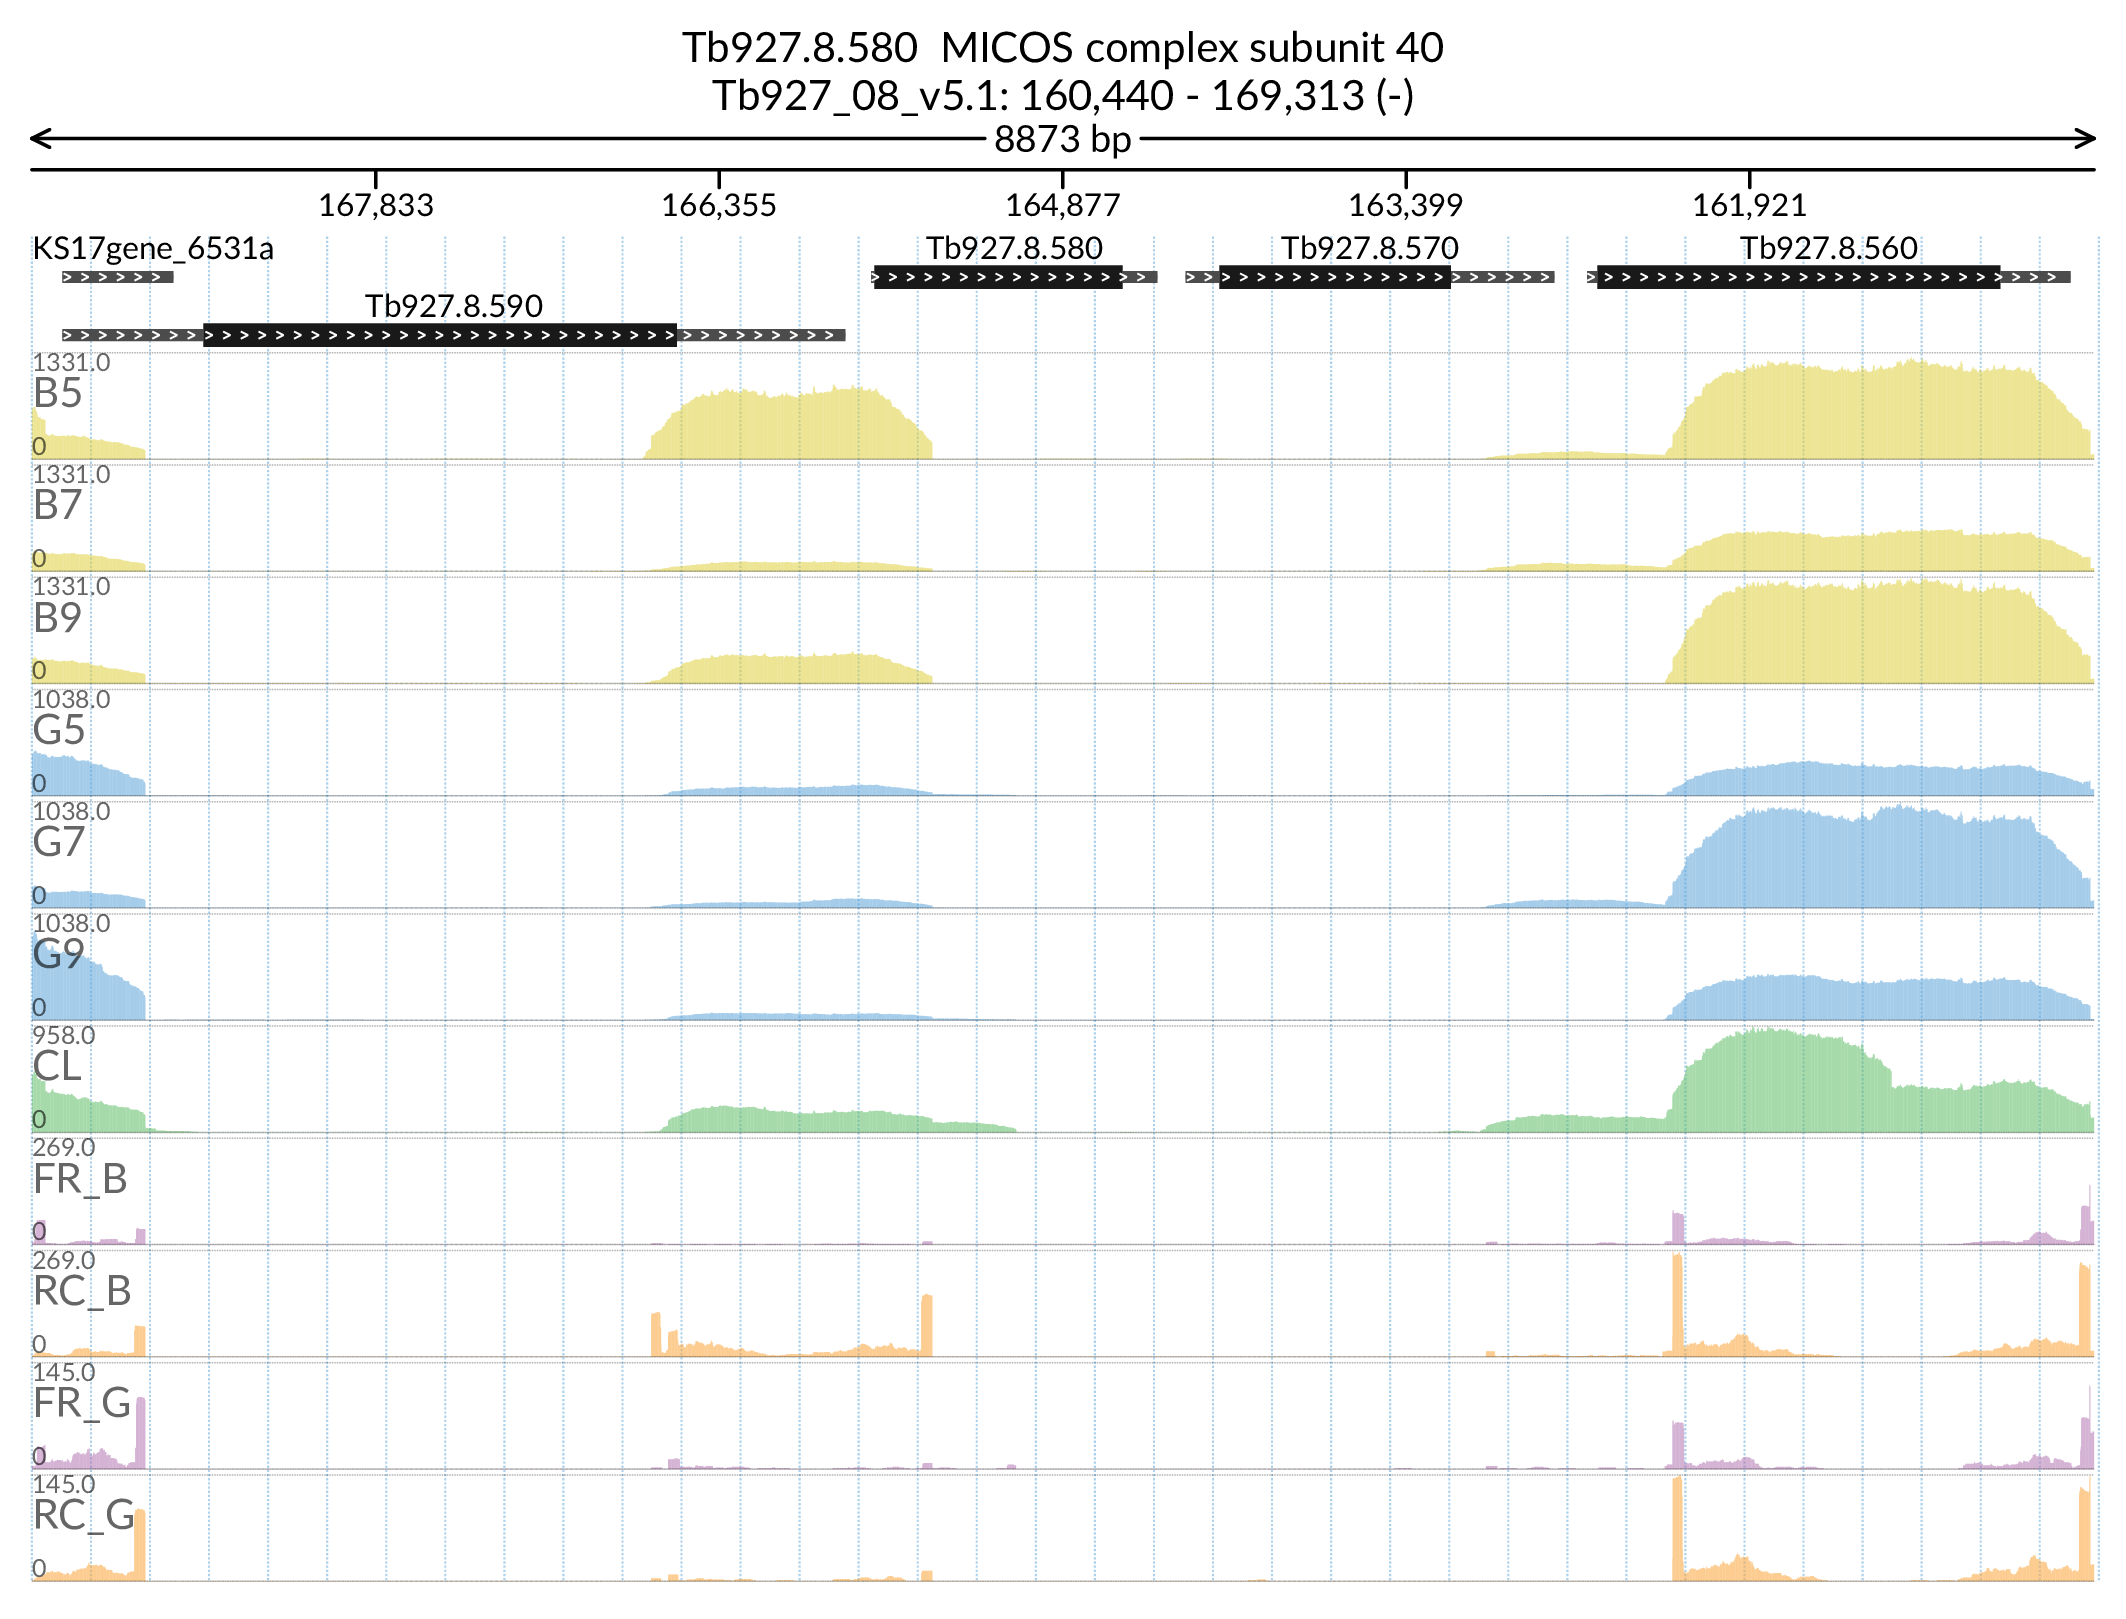 Tb927.8.580  MICOS complex subunit 40
Tb927_08_v5.1: 160,440 - 169,313 (-)
8873 bp
167,833 166,355 164,877 163,399 161,921
KS17gene_6531a Tb927.8.580 Tb927.8.570 Tb927.8.560
Tb927.8.590
1331.0
B5
0
1331.0
B7
0
1331.0
B9
0
1038.0
G5
0
1038.0
G7
0
1038.0
G9
0
958.0
CL
0
269.0
FR_B
0
269.0
RC_B
0
145.0
FR_G
0
145.0
RC_G
0